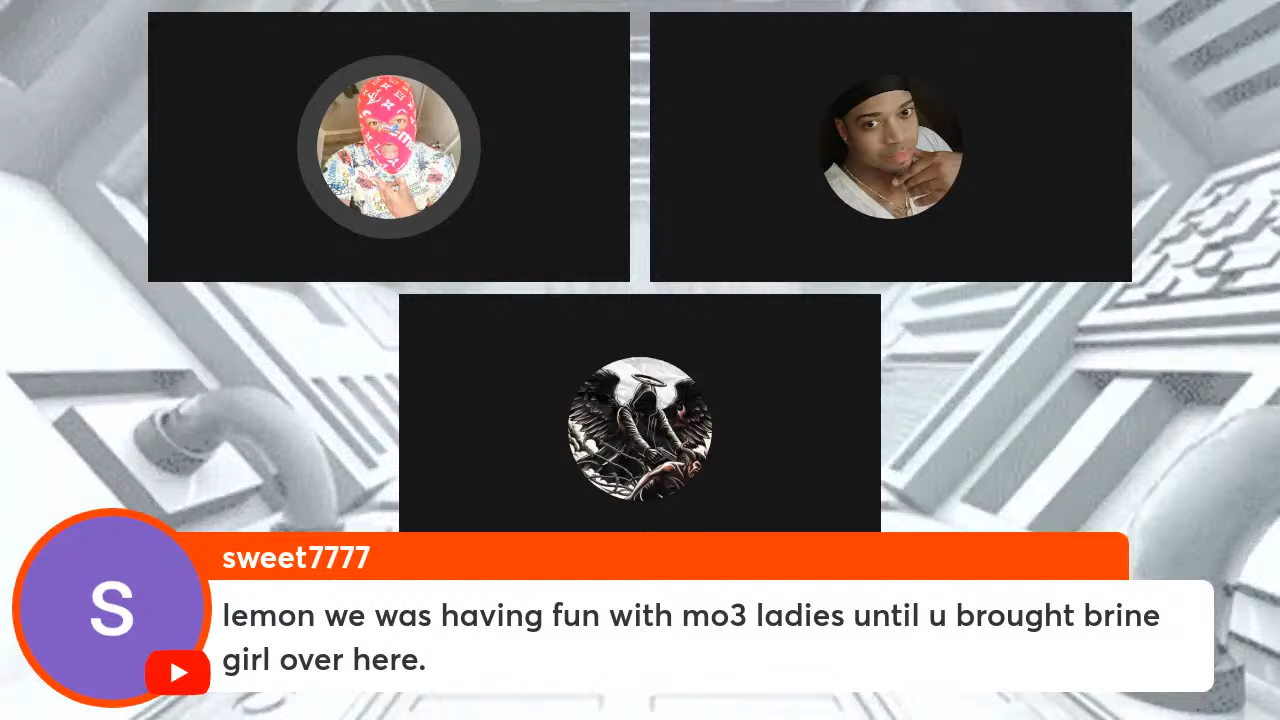 sweet7777
S
lemon we was having fun with mo3 ladies until u brought brine
girl over here.